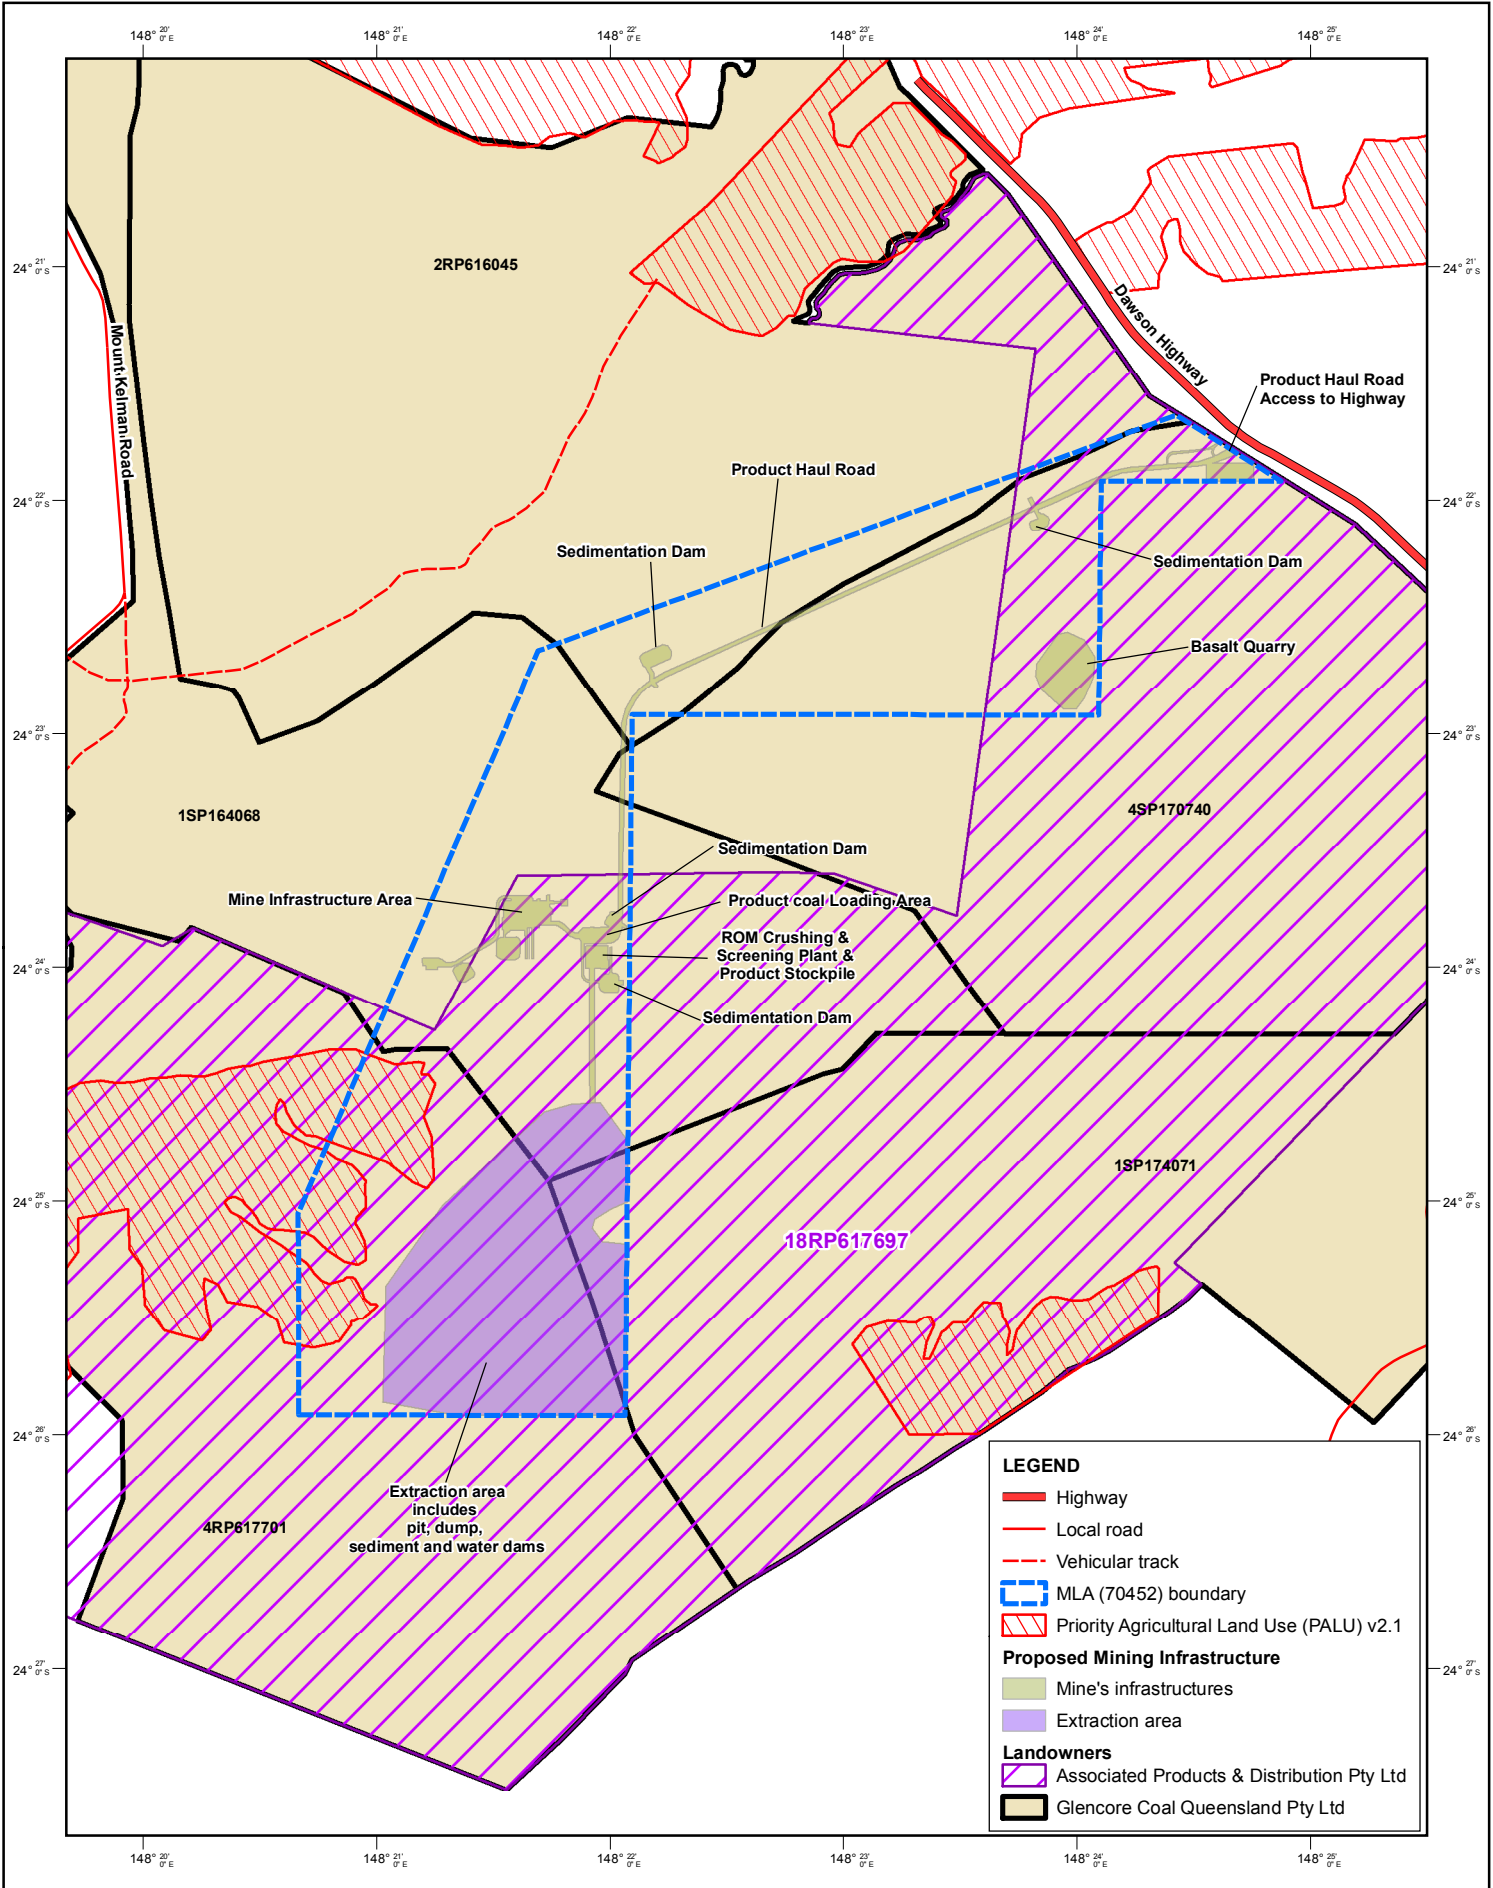 148° 20' 0" E
148° 21' 0" E
148° 22' 0" E
148° 23' 0" E
148° 24' 0" E
148° 25' 0" E
2RP616045
24° 21' 0" S
24° 21' 0" S
Dawson Highway
Mount Kelman Road
Product Haul Road
Access to Highway
Product Haul Road
24° 22' 0" S
24° 22' 0" S
Sedimentation Dam
Sedimentation Dam
Basalt Quarry
24° 23' 0" S
24° 23' 0" S
1SP164068
4SP170740
Sedimentation Dam
Mine Infrastructure Area
Product coal Loading Area
ROM Crushing &
Screening Plant &
Product Stockpile
24° 24' 0" S
24° 24' 0" S
Sedimentation Dam
1SP174071
24° 25' 0" S
24° 25' 0" S
18RP617697
24° 26' 0" S
24° 26' 0" S
Extraction area
includes
pit, dump,
sediment and water dams
4RP617701
24° 27' 0" S
24° 27' 0" S
LEGEND
Highway
Local road
Vehicular track
MLA (70452) boundary
Priority Agricultural Land Use (PALU) v2.1
Proposed Mining Infrastructure
Mine's infrastructures
Extraction area
Landowners
Associated Products & Distribution Pty Ltd
Glencore Coal Queensland Pty Ltd
148° 20' 0" E
148° 21' 0" E
148° 22' 0" E
148° 23' 0" E
148° 24' 0" E
148° 25' 0" E